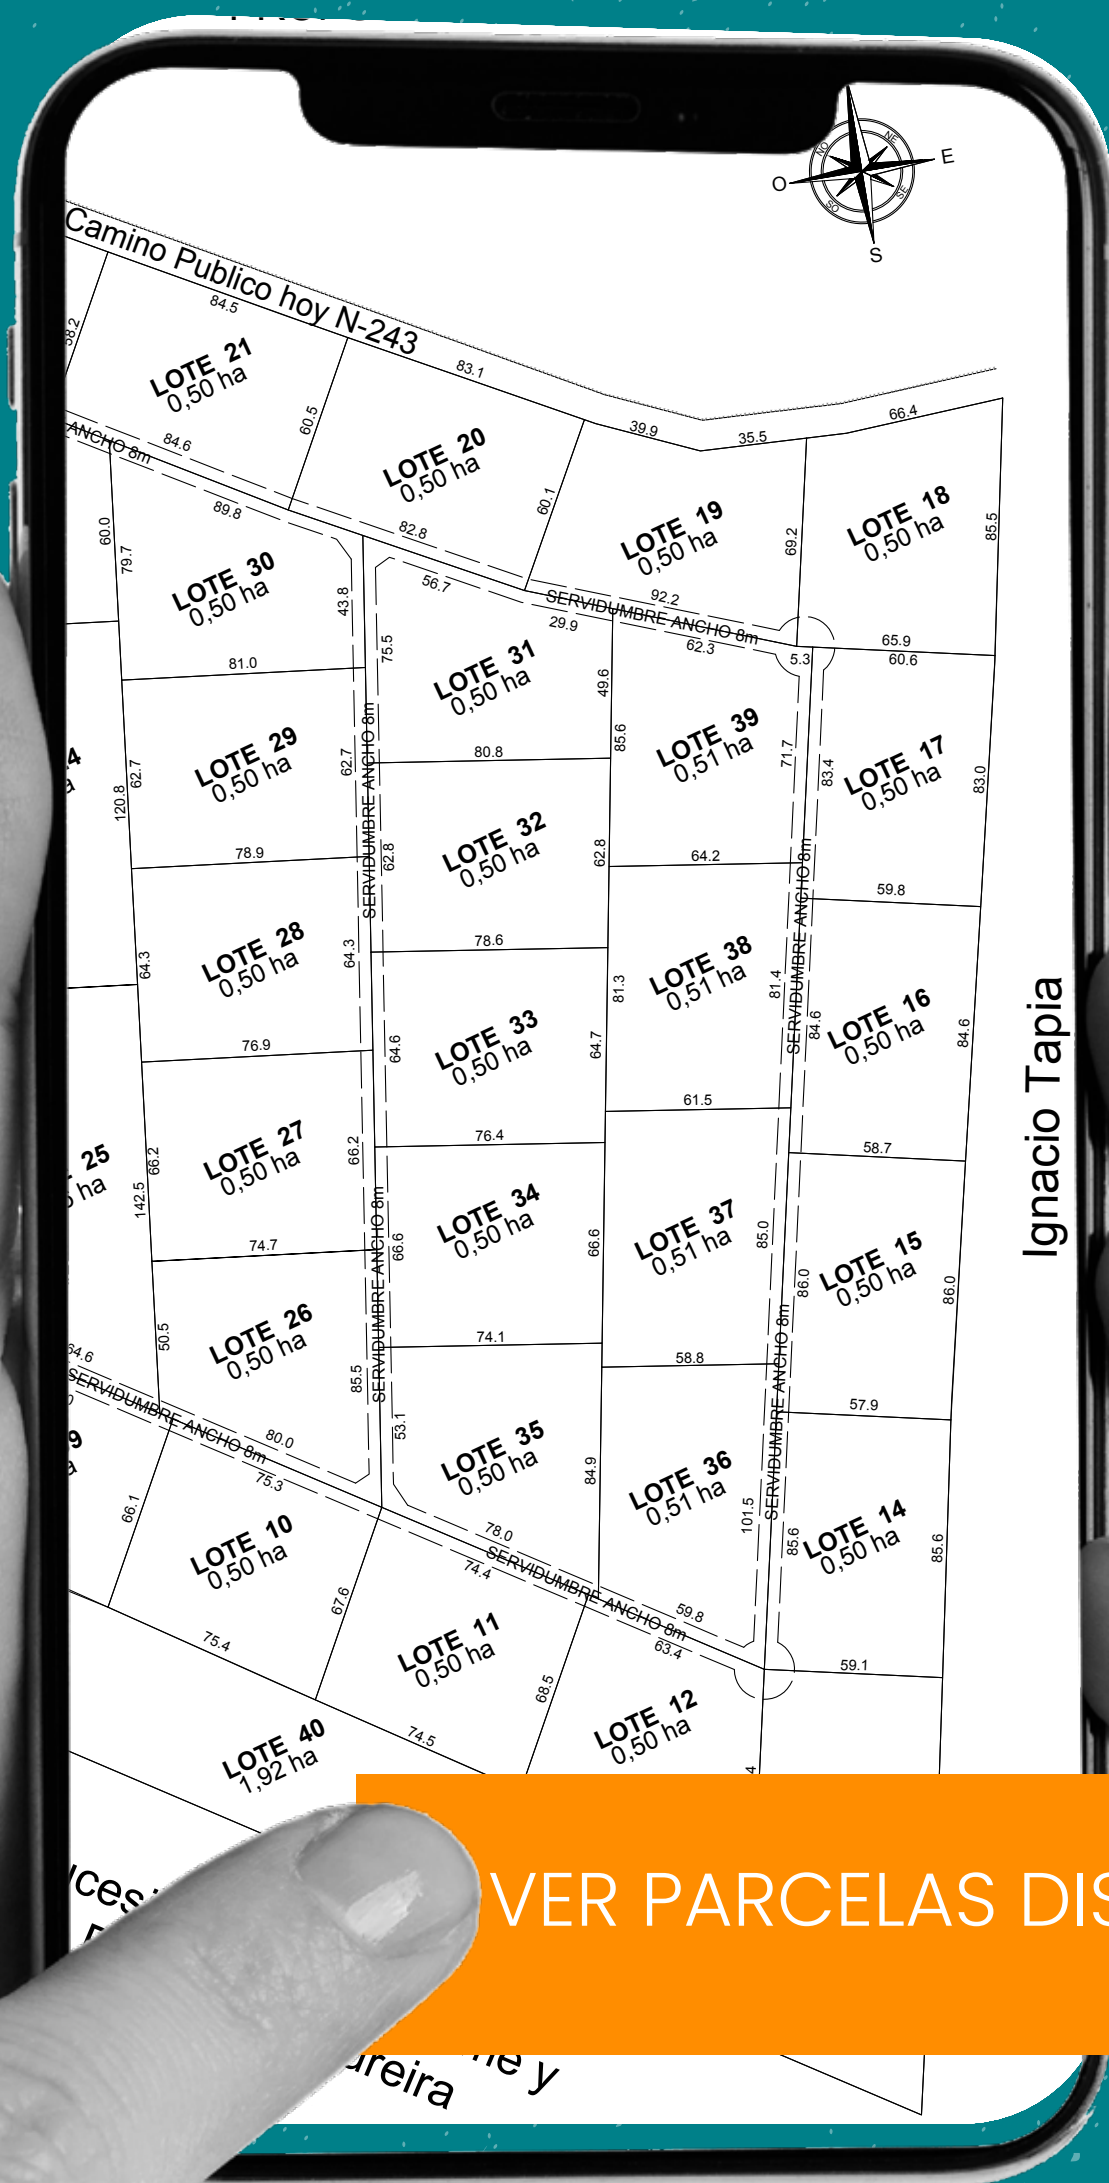 E
O
S
NO
NE
SO
SE
Camino Publico hoy N-243
84.5
58.2
LOTE 21
0,50 ha
60.5
83.1
84.6
ANCHO 8m
LOTE 20
0,50 ha
60.1
39.9
35.5
66.4
89.8
82.8
LOTE 19
0,50 ha
69.2
LOTE 18
0,50 ha
85.5
60.0
79.7
LOTE 30
0,50 ha
43.8
56.7
92.2
SERVIDUMBRE ANCHO 8m
29.9
62.3
5.3
65.9
60.6
81.0
75.5
LOTE 31
0,50 ha
49.6
85.6
LOTE 39
0,51 ha
71.7
83.4
LOTE 17
0,50 ha
83.0
LOTE 29
0,50 ha
62.7
120.8
62.7
SERVIDUMBRE ANCHO 8m
80.8
LOTE 32
0,50 ha
62.8
62.8
64.2
SERVIDUMBRE ANCHO 8m
59.8
78.9
LOTE 28
0,50 ha
64.3
64.3
78.6
LOTE 38
0,51 ha
81.3
81.4
84.6
LOTE 16
0,50 ha
84.6
LOTE 33
0,50 ha
64.6
64.7
76.9
61.5
Ignacio Tapia
76.4
58.7
25
ha
LOTE 27
0,50 ha
66.2
142.5
66.2
SERVIDUMBRE ANCHO 8m
LOTE 34
0,50 ha
66.6
66.6
LOTE 37
0,51 ha
85.0
86.0
LOTE 15
0,50 ha
86.0
74.7
LOTE 26
0,50 ha
50.5
85.5
74.1
58.8
SERVIDUMBRE ANCHO 8m
57.9
64.6
SERVIDUMBRE ANCHO 8m
80.0
75.3
53.1
LOTE 35
0,50 ha
84.9
LOTE 36
0,51 ha
101.5
85.6
LOTE 14
0,50 ha
85.6
66.1
LOTE 10
0,50 ha
67.6
78.0
SERVIDUMBRE ANCHO 8m
74.4
59.8
63.4
59.1
75.4
LOTE 11
0,50 ha
68.5
LOTE 12
0,50 ha
74.5
LOTE 40
1,92 ha
4
VER PARCELAS DIS
ureira
y